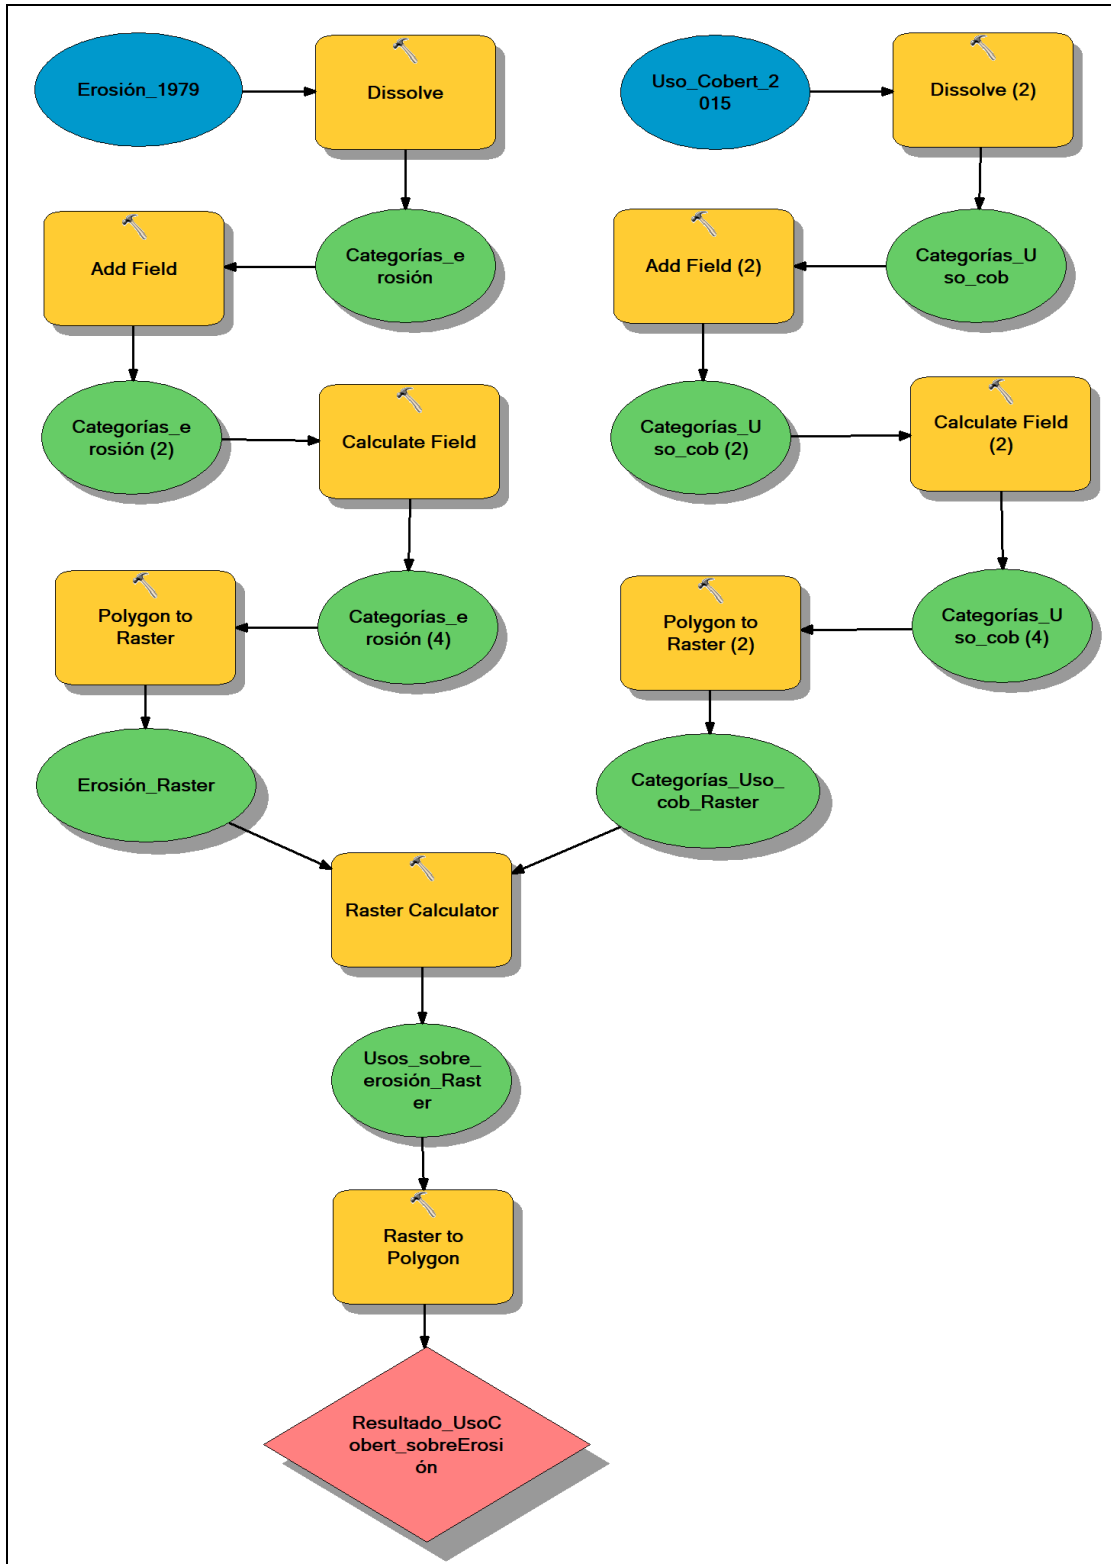 Erosión_1979
Dissolve
Uso_Cobert_2
015
Dissolve (2)
Add Field
Categorías_e
rosión
Add Field (2)
Categorías_U
so_cob
Categorías_e
rosión (2)
Calculate Field
Categorías_U
so_cob (2)
Calculate Field
(2)
Polygon to
Raster
Categorías_e
rosión (4)
Polygon to
Raster (2)
Categorías_U
so_cob (4)
Erosión_Raster
Categorías_Uso_
cob_Raster
Raster Calculator
Usos_sobre_
erosión_Rast
er
Raster to
Polygon
Resultado_UsoC
obert_sobreErosi
ón